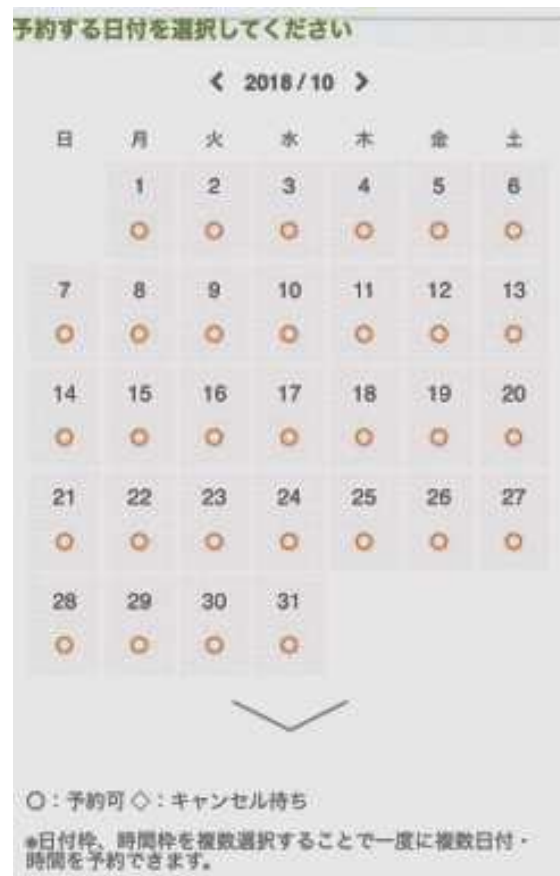 予約する日付を選択してください
2018 / 10
日 月 火 水 木 金 土
1 2 3 4 5 6
7 8 9 10 11 12 13
14 15 16 17 18 19 20
21 22 23 24 25 26 27
28 29 30 31
○：予約可 ◇：キャンセル待ち
※日付枠、時間枠を複数選択することで一度に複数日付・
時間を予約できます。